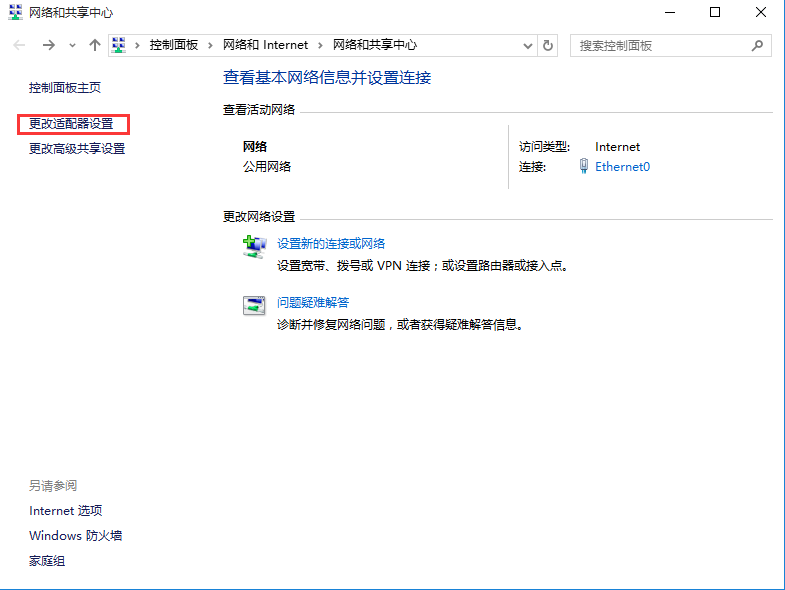 网络和共享中心
控制面板 > 网络和 Internet > 网络和共享中心
搜索控制面板
控制面板主页
更改适配器设置
更改高级共享设置
查看基本网络信息并设置连接
查看活动网络
网络
公用网络
访问类型: Internet
连接: Ethernet0
更改网络设置
设置新的连接或网络
设置宽带、拨号或 VPN 连接；或设置路由器或接入点。
问题疑难解答
诊断并修复网络问题，或者获得疑难解答信息。
另请参阅
Internet 选项
Windows 防火墙
家庭组